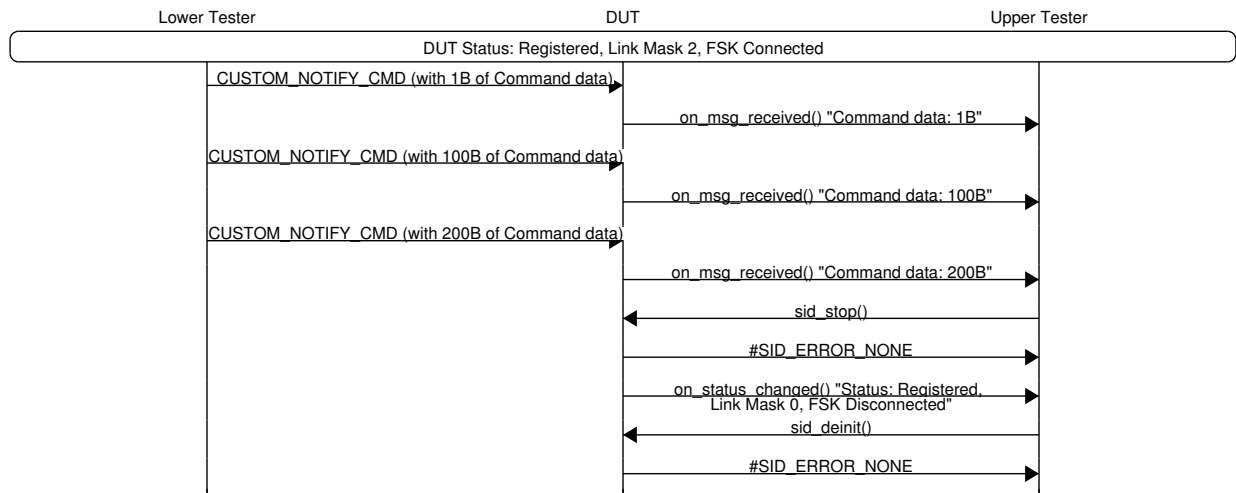 Lower Tester DUT Upper Tester
DUT Status: Registered, Link Mask 2, FSK Connected
CUSTOM_NOTIFY_CMD (with 1B of Command data)
on_msg_received() "Command data: 1B"
CUSTOM_NOTIFY_CMD (with 100B of Command data)
on_msg_received() "Command data: 100B"
CUSTOM_NOTIFY_CMD (with 200B of Command data)
on_msg_received() "Command data: 200B"
sid_stop()
#SID_ERROR_NONE
on_status_changed() "Status: Registered,
Link Mask 0, FSK Disconnected"
sid_deinit()
#SID_ERROR_NONE